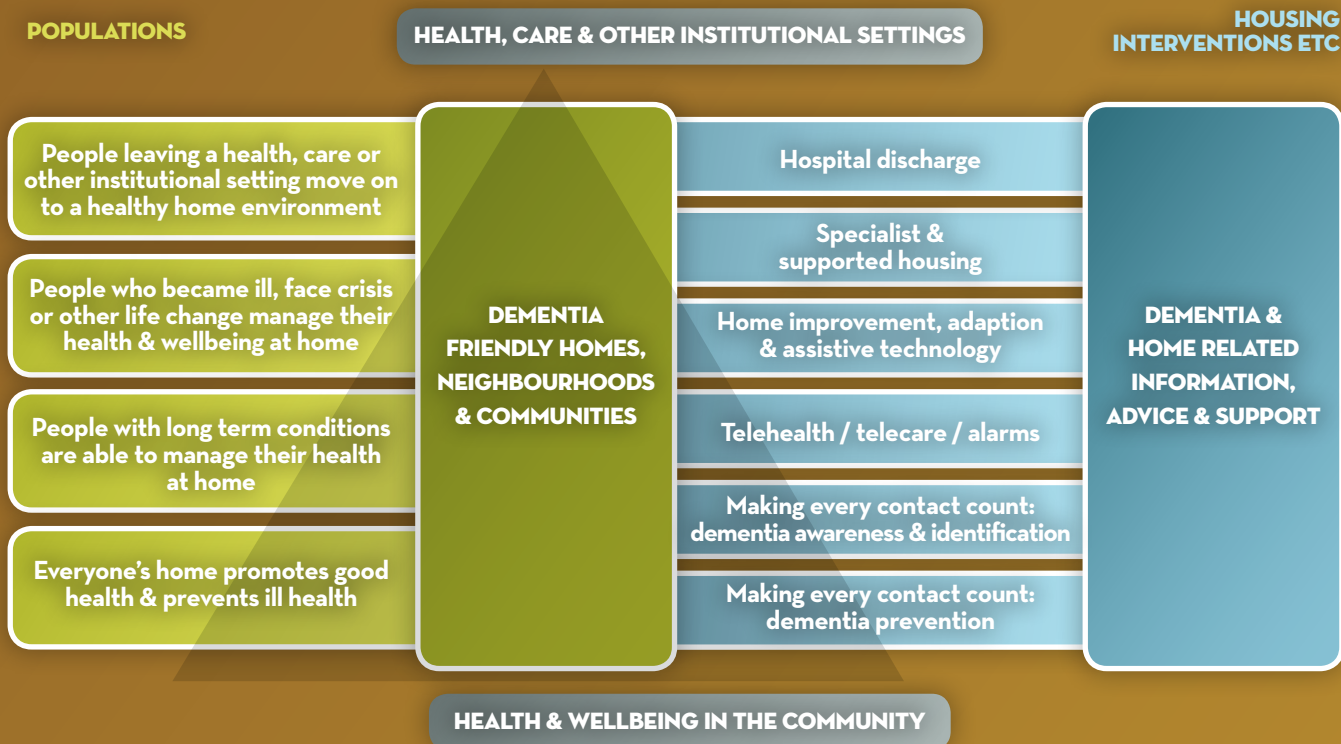 POPULATIONS
HEALTH, CARE & OTHER INSTITUTIONAL SETTINGS
HOUSING
INTERVENTIONS ETC
People leaving a health, care or
other institutional setting move on
to a healthy home environment
People who became ill, face crisis
or other life change manage their
health & wellbeing at home
People with long term conditions
are able to manage their health
at home
Everyone’s home promotes good
health & prevents ill health
DEMENTIA
FRIENDLY HOMES,
NEIGHBOURHOODS
& COMMUNITIES
Hospital discharge
Specialist &
supported housing
Home improvement, adaption
& assistive technology
Telehealth / telecare / alarms
Making every contact count:
dementia awareness & identification
Making every contact count:
dementia prevention
DEMENTIA &
HOME RELATED
INFORMATION,
ADVICE & SUPPORT
HEALTH & WELLBEING IN THE COMMUNITY